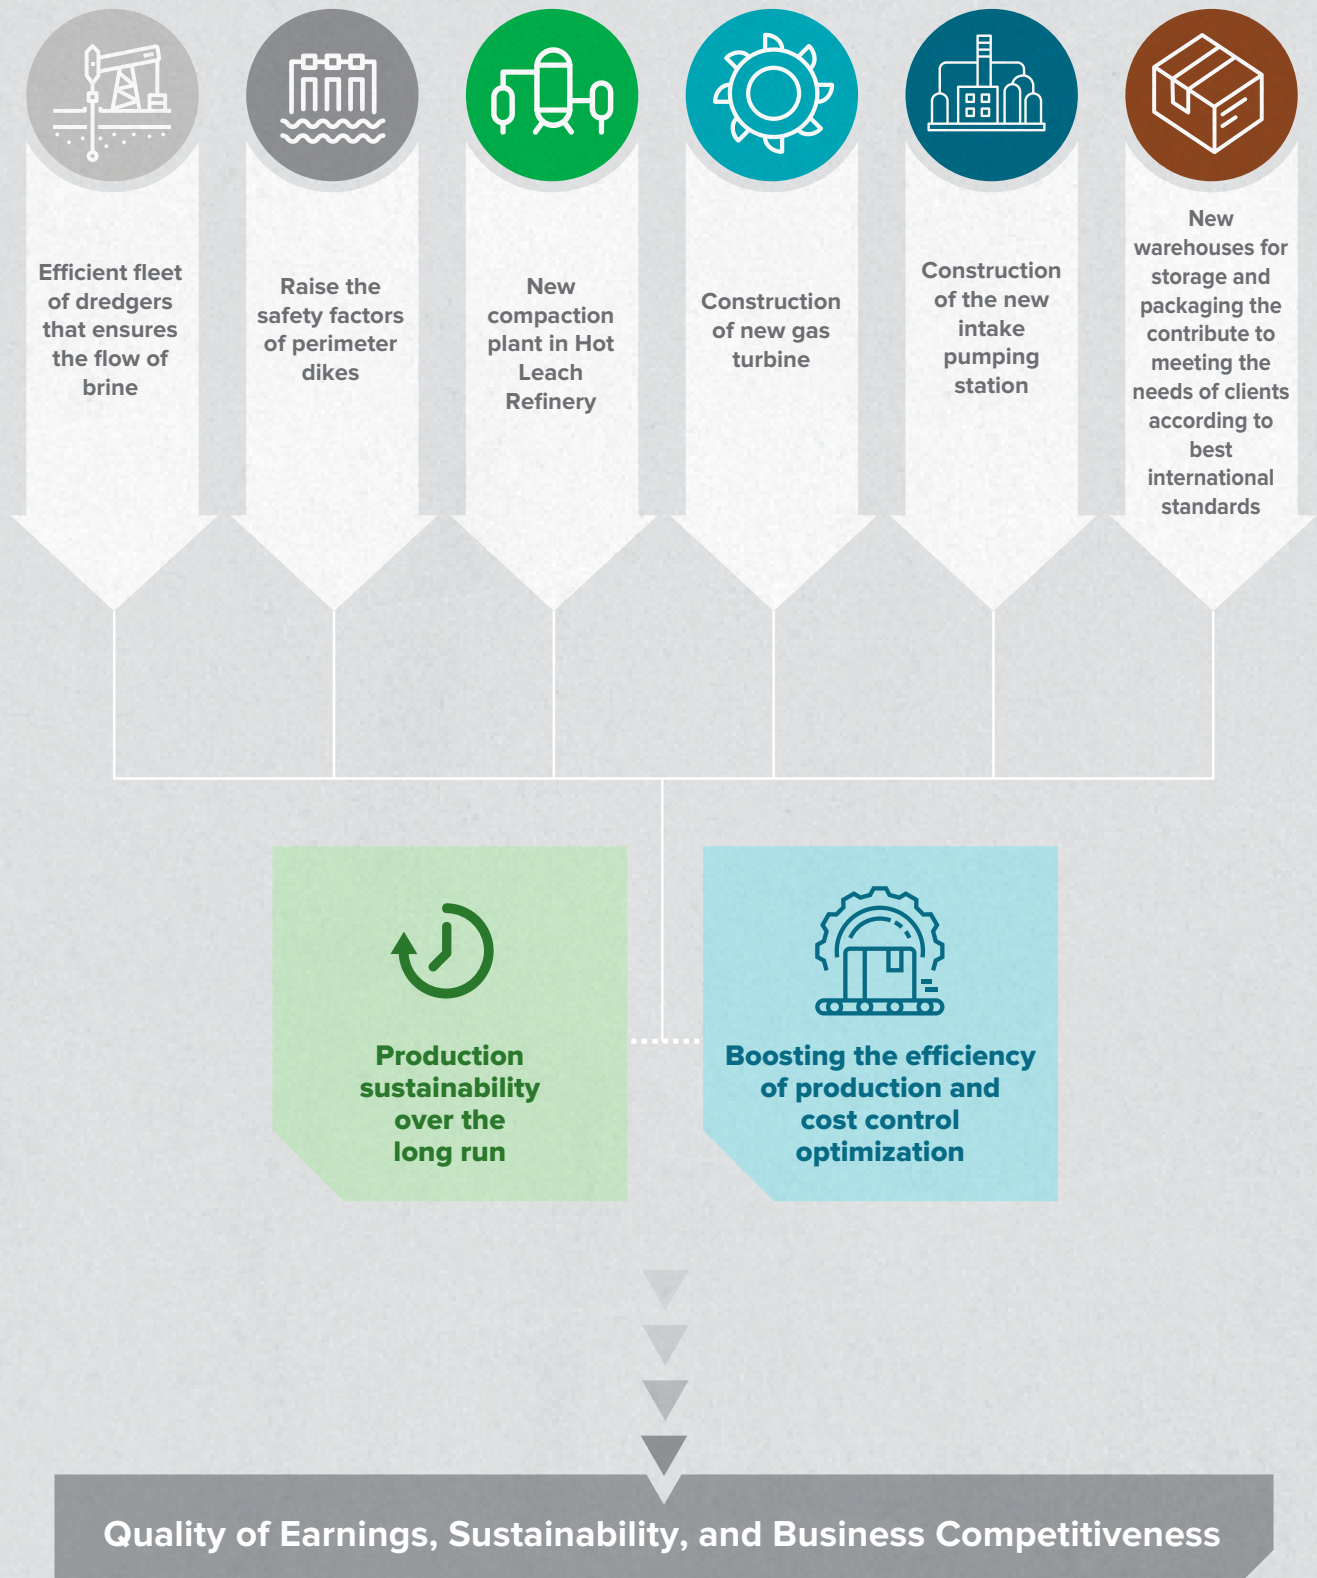 Efficient fleet
of dredgers
that ensures
the flow of
brine
Raise the
safety factors
of perimeter
dikes
New
compaction
plant in Hot
Leach
Refinery
Construction
of new gas
turbine
Construction
of the new
intake
pumping
station
New
warehouses for
storage and
packaging the
contribute to
meeting the
needs of clients
according to
best
international
standards
Production
sustainability
over the
long run
Boosting the efficiency
of production and
cost control
optimization
Quality of Earnings, Sustainability, and Business Competitiveness